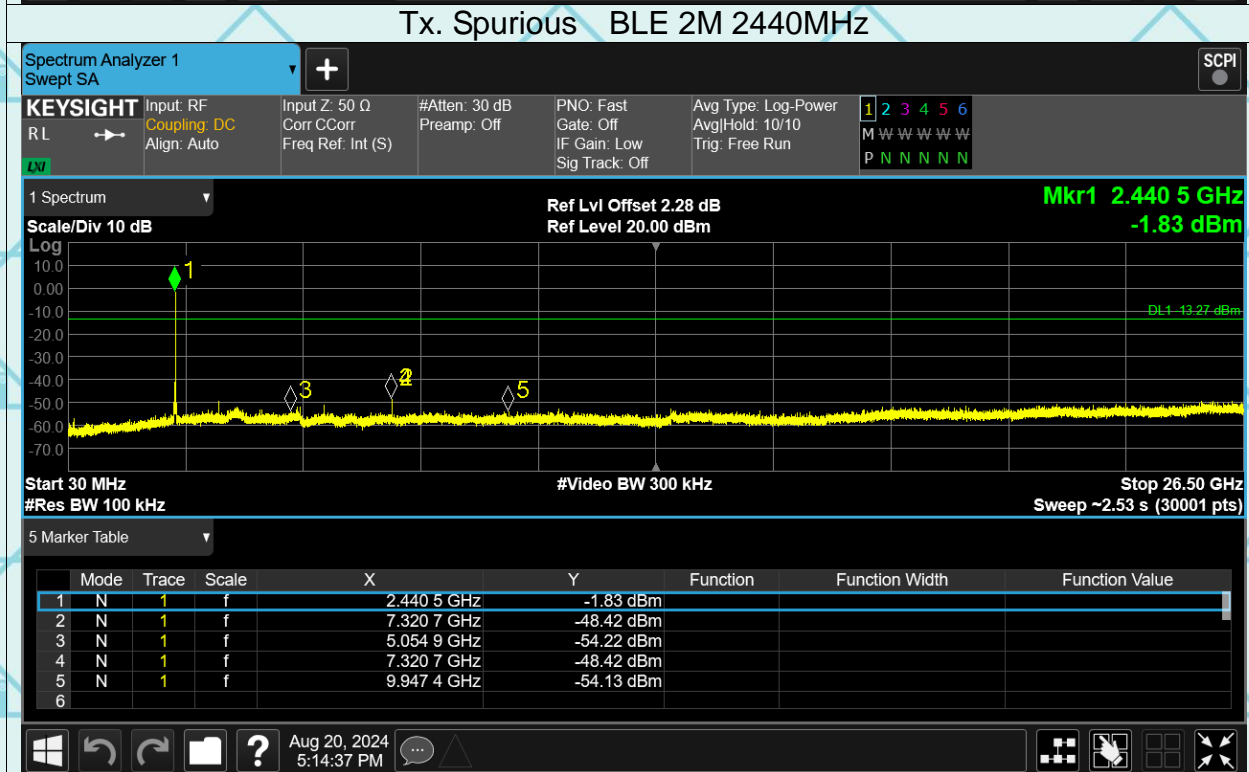 Tx. Spurious BLE 2M 2440MHz
Spectrum Analyzer 1
Swept SA
+
SCPI
KEYSIGHT
R L
LXI
Input: RF
Coupling: DC
Align: Auto
Input Z: 50 Ω
Corr CCorr
Freq Ref: Int (S)
#Atten: 30 dB
Preamp: Off
PNO: Fast
Gate: Off
IF Gain: Low
Sig Track: Off
Avg Type: Log-Power
Avg|Hold: 10/10
Trig: Free Run
1 2 3 4 5 6
M W W W W W
P N N N N N
1 Spectrum
Scale/Div 10 dB
Ref Lvl Offset 2.28 dB
Ref Level 20.00 dBm
Mkr1 2.440 5 GHz
-1.83 dBm
Log
10.0
0.00
-10.0
-20.0
-30.0
-40.0
-50.0
-60.0
-70.0
1
3
5
DL1 -13.27 dBm
Start 30 MHz
#Video BW 300 kHz
Stop 26.50 GHz
#Res BW 100 kHz
Sweep ~2.53 s (30001 pts)
5 Marker Table
Mode Trace Scale X Y Function Function Width Function Value
1 N 1 f 2.440 5 GHz -1.83 dBm
2 N 1 f 7.320 7 GHz -48.42 dBm
3 N 1 f 5.054 9 GHz -54.22 dBm
4 N 1 f 7.320 7 GHz -48.42 dBm
5 N 1 f 9.947 4 GHz -54.13 dBm
6
?
Aug 20, 2024
5:14:37 PM